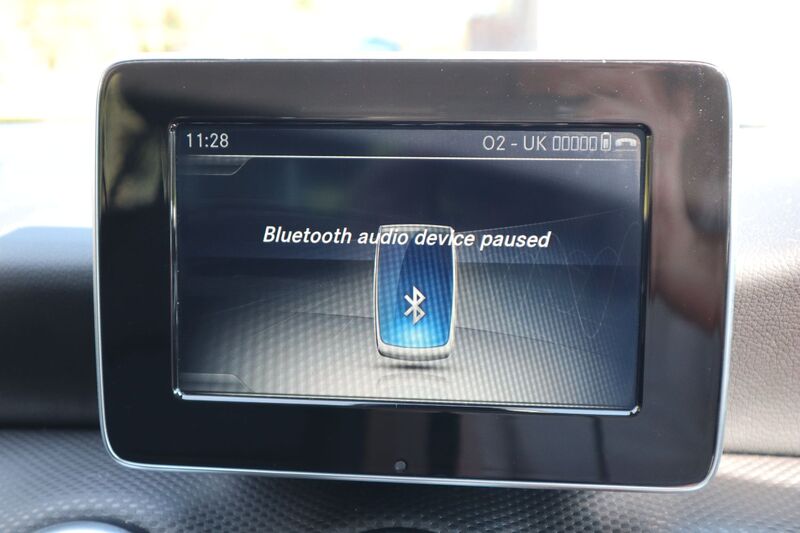 11:28 O2 - UK
Bluetooth audio device paused